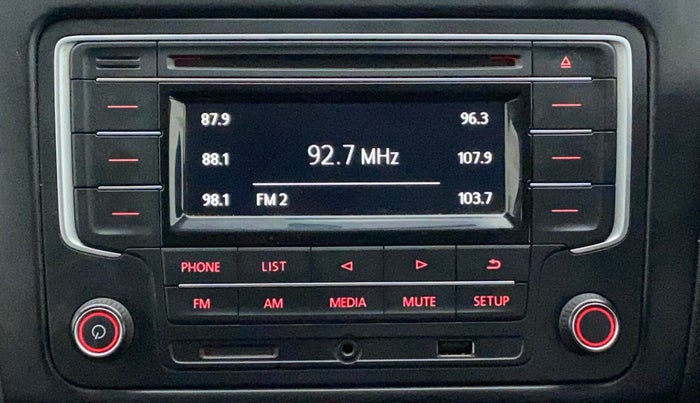 87.9 96.3
88.1 92.7 MHz 107.9
98.1 FM 2 103.7
PHONE LIST
FM AM MEDIA MUTE SETUP